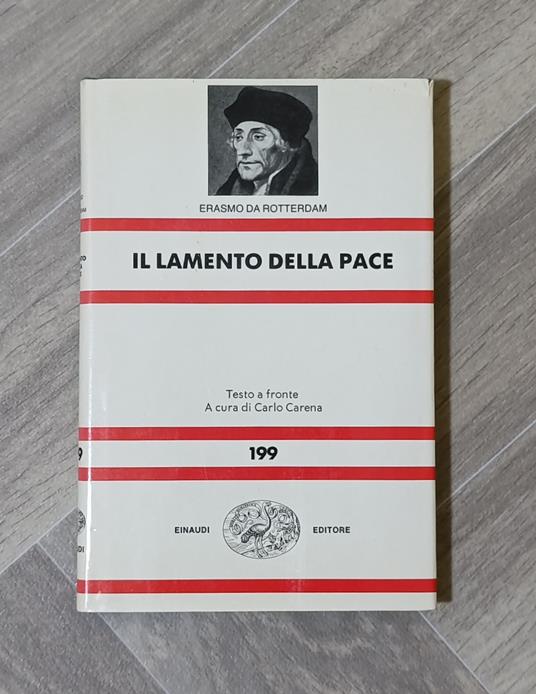 ERASMO DA ROTTERDAM
IL LAMENTO DELLA PACE
Testo a fronte
A cura di Carlo Carena
199
EINAUDI
EDITORE